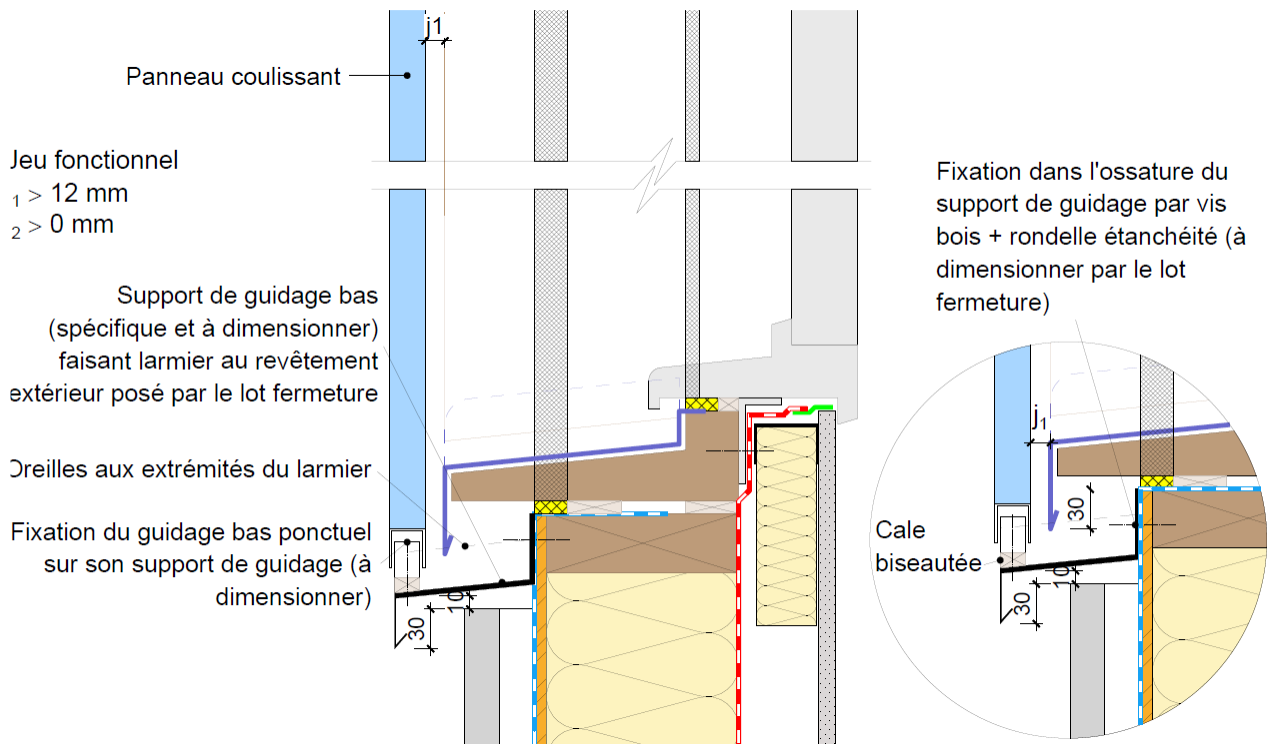 j1
Panneau coulissant
Jeu fonctionnel
1 > 12 mm
2 > 0 mm
Support de guidage bas
(spécifique et à dimensionner)
faisant larmier au revêtement
extérieur posé par le lot fermeture
Oreilles aux extrémités du larmier
Fixation du guidage bas ponctuel
sur son support de guidage (à
dimensionner)
10
30
Fixation dans l'ossature du
support de guidage par vis
bois + rondelle étanchéité (à
dimensionner par le lot
fermeture)
j1
30
Cale
biseautée
10
30